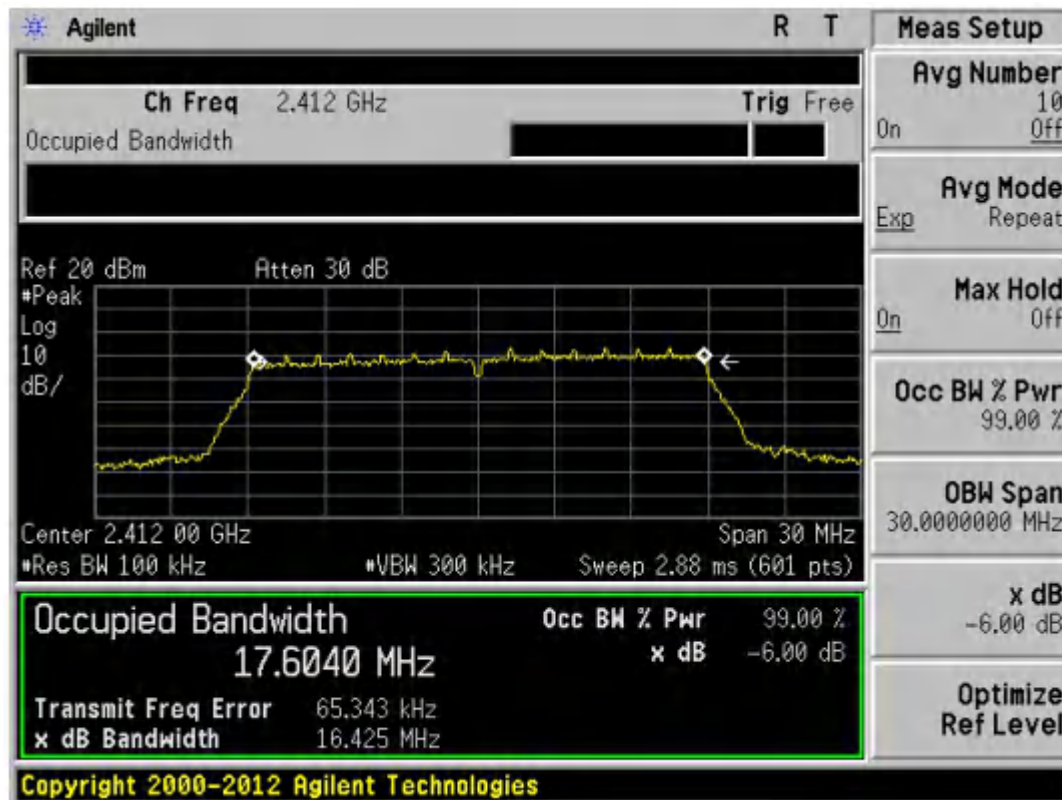 Agilent R T
Ch Freq 2.412 GHz Trig Free
Occupied Bandwidth
Ref 20 dBm Atten 30 dB
#Peak
Log
10
dB/
Center 2.412 00 GHz Span 30 MHz
#Res BW 100 kHz #VBW 300 kHz Sweep 2.88 ms (601 pts)
Occupied Bandwidth
17.6040 MHz
Occ BW % Pwr 99.00 %
x dB -6.00 dB
Transmit Freq Error 65.343 kHz
x dB Bandwidth 16.425 MHz
Copyright 2000-2012 Agilent Technologies
Meas Setup
Avg Number
10
On Off
Avg Mode
Exp Repeat
Max Hold
On Off
Occ BW % Pwr
99.00 %
OBW Span
30.0000000 MHz
x dB
-6.00 dB
Optimize
Ref Level